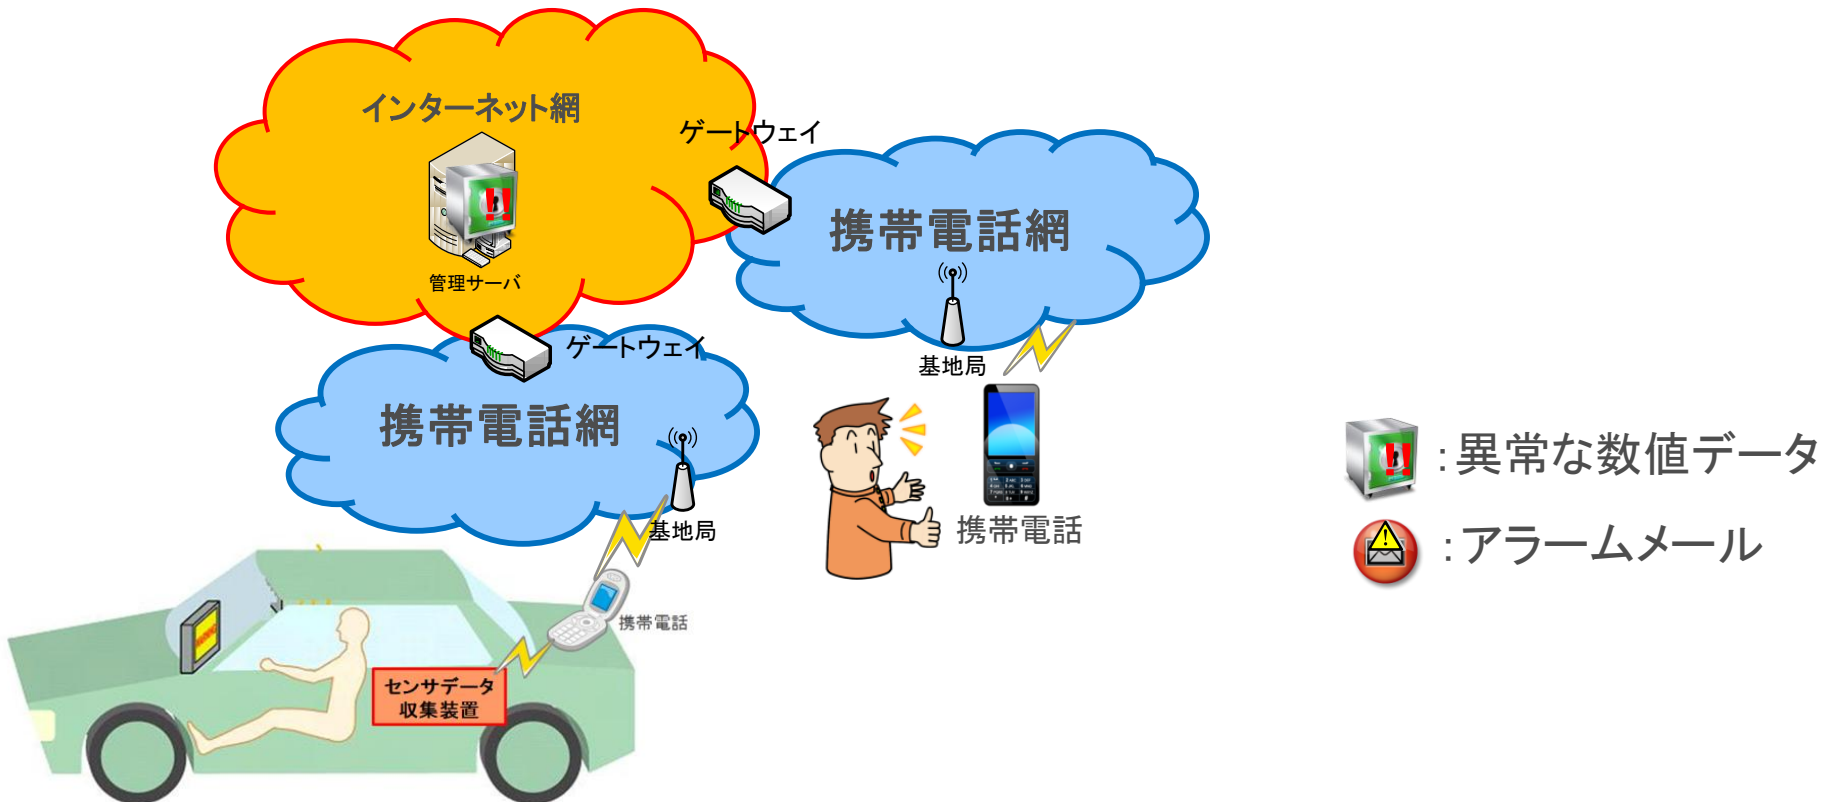 インターネット網
ゲートウェイ
携帯電話網
管理サーバ
基地局
ゲートウェイ
携帯電話網
基地局
携帯電話
携帯電話
センサデータ
収集装置
:異常な数値データ
:アラームメール